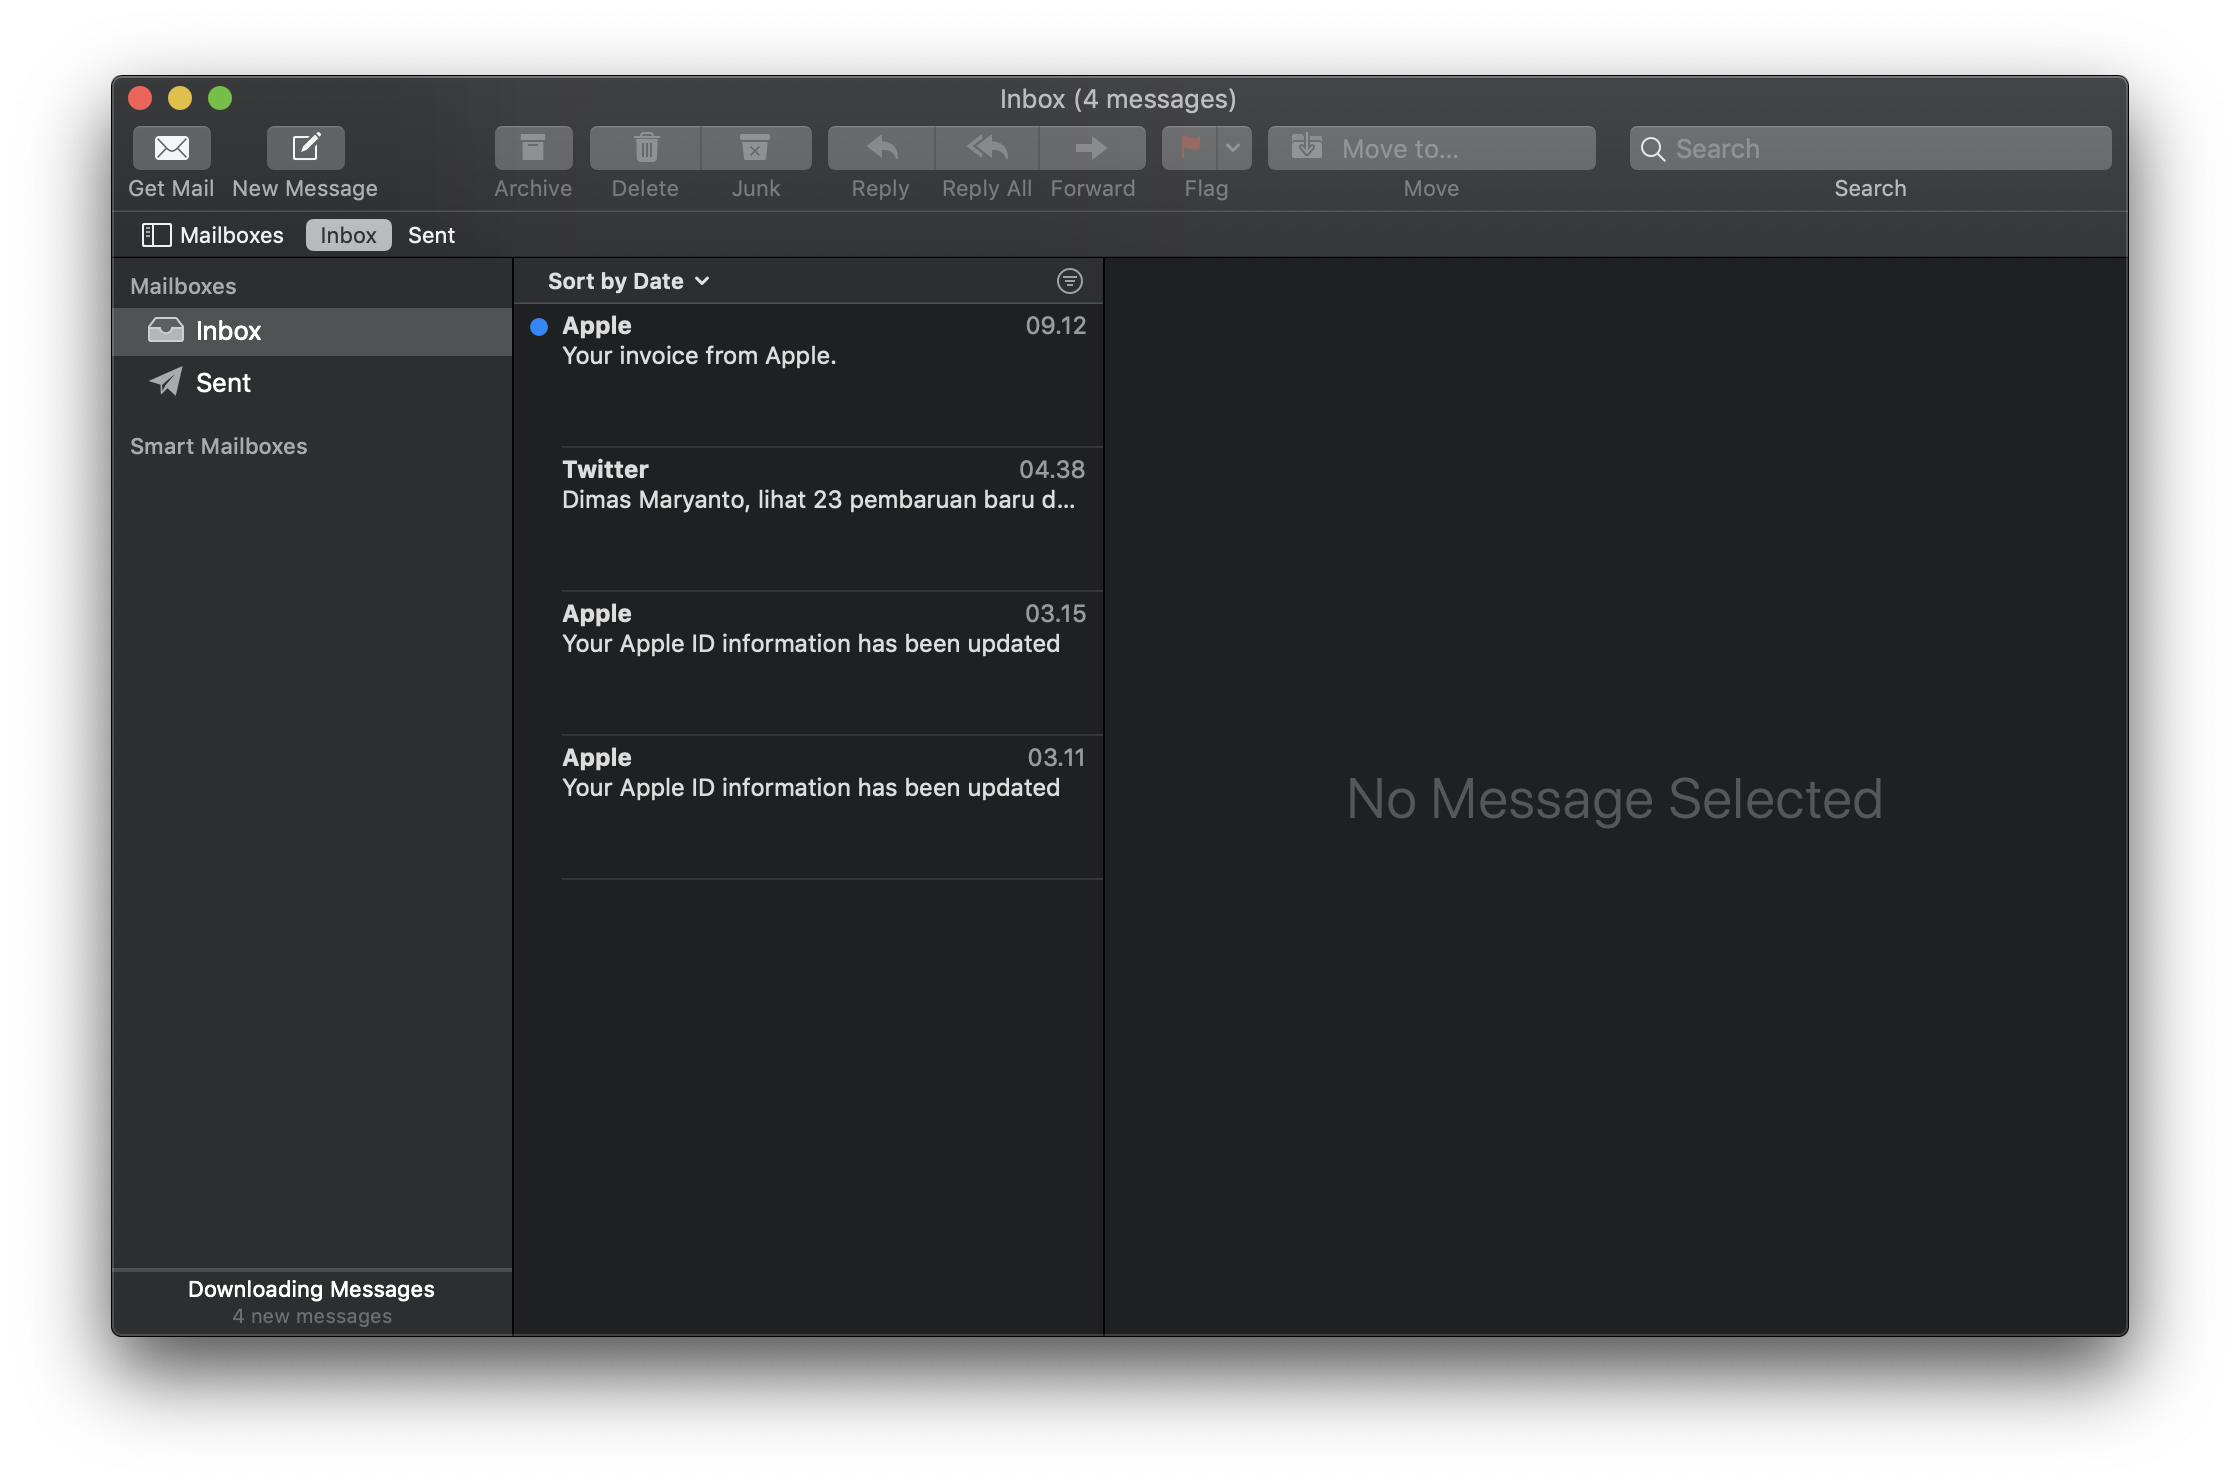 Inbox (4 messages)
Get Mail New Message Archive Delete Junk Reply Reply All Forward Flag Move to... Move Search Search
Mailboxes Inbox Sent
Mailboxes
Inbox
Sent
Smart Mailboxes
Downloading Messages
4 new messages
Sort by Date
Apple 09.12
Your invoice from Apple.
Twitter 04.38
Dimas Maryanto, lihat 23 pembaruan baru d...
Apple 03.15
Your Apple ID information has been updated
Apple 03.11
Your Apple ID information has been updated
No Message Selected